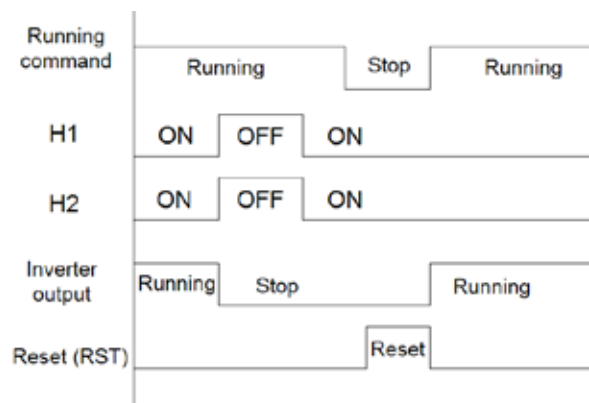 Running
command
Running
Stop
Running
H1
ON
OFF
ON
H2
ON
OFF
ON
Inverter
output
Running
Stop
Running
Reset (RST)
Reset